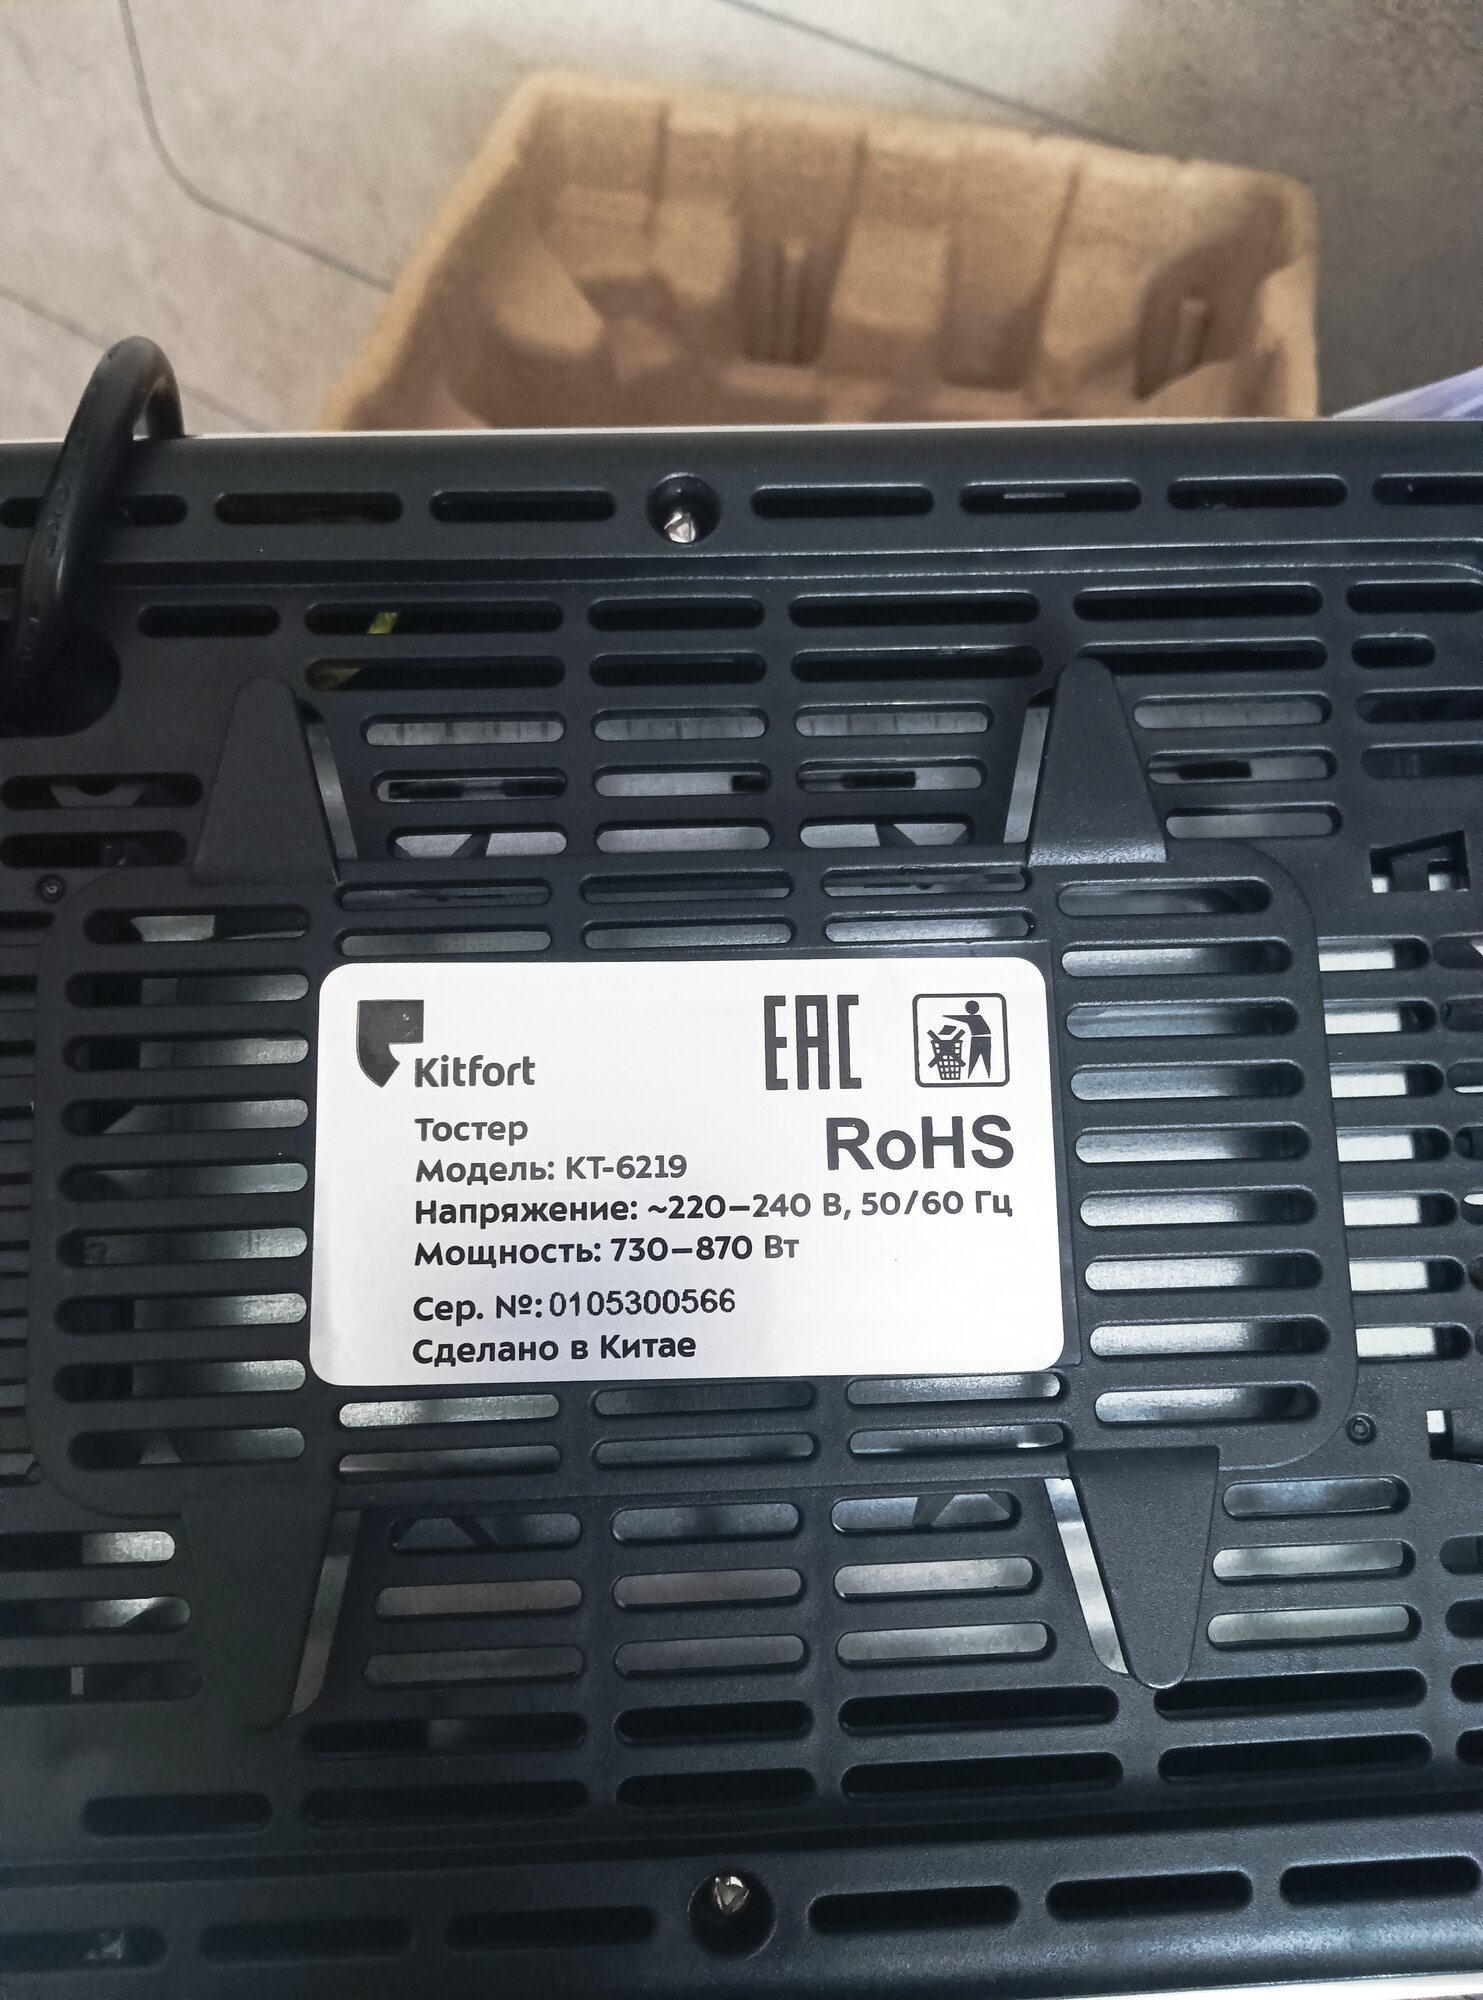 Kitfort
EAC
RoHS
Тостер
Модель: КТ-6219
Напряжение: ~220–240 В, 50/60 Гц
Мощность: 730–870 Вт
Сер. №: 0105300566
Сделано в Китае